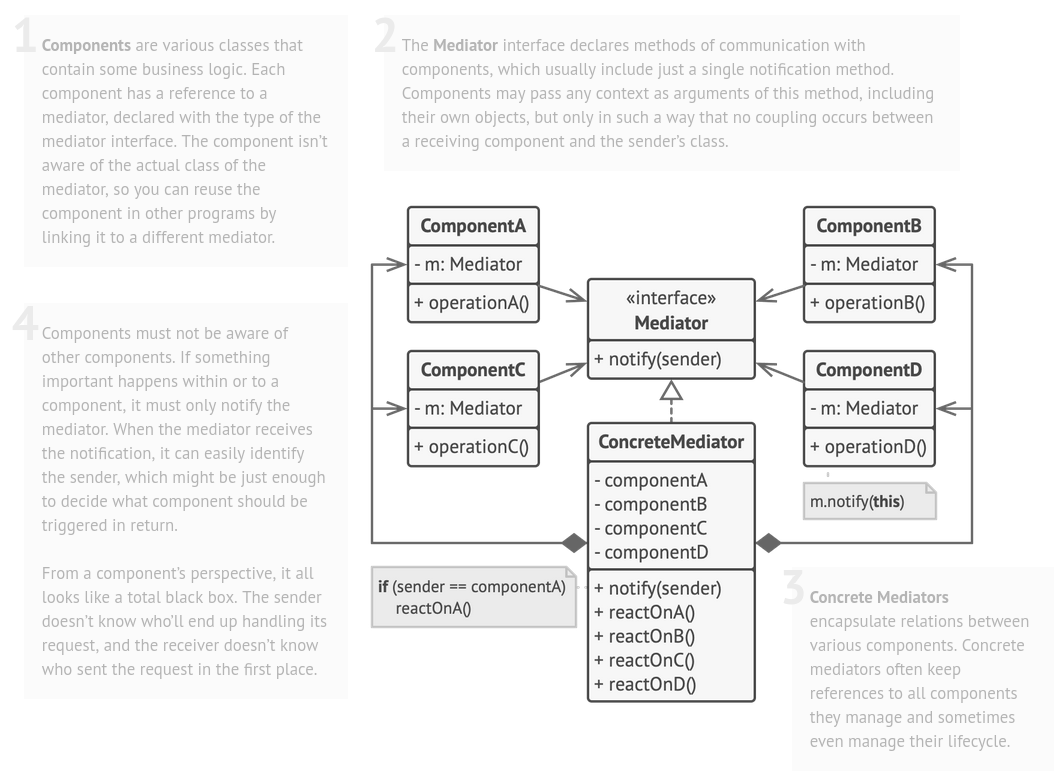 1
Components are various classes that
contain some business logic. Each
component has a reference to a
mediator, declared with the type of the
mediator interface. The component isn't
aware of the actual class of the
mediator, so you can reuse the
component in other programs by
linking it to a different mediator.
2
The Mediator interface declares methods of communication with
components, which usually include just a single notification method.
Components may pass any context as arguments of this method, including
their own objects, but only in such a way that no coupling occurs between
a receiving component and the sender's class.
ComponentA
- m: Mediator
+ operationA()
ComponentB
- m: Mediator
+ operationB()
«interface»
Mediator
+ notify(sender)
ComponentC
- m: Mediator
+ operationC()
ComponentD
- m: Mediator
+ operationD()
m.notify(this)
ConcreteMediator
- componentA
- componentB
- componentC
- componentD
+ notify(sender)
+ reactOnA()
+ reactOnB()
+ reactOnC()
+ reactOnD()
if (sender == componentA)
reactOnA()
4
Components must not be aware of
other components. If something
important happens within or to a
component, it must only notify the
mediator. When the mediator receives
the notification, it can easily identify
the sender, which might be just enough
to decide what component should be
triggered in return.
From a component's perspective, it all
looks like a total black box. The sender
doesn't know who'll end up handling its
request, and the receiver doesn't know
who sent the request in the first place.
3
Concrete Mediators
encapsulate relations between
various components. Concrete
mediators often keep
references to all components
they manage and sometimes
even manage their lifecycle.